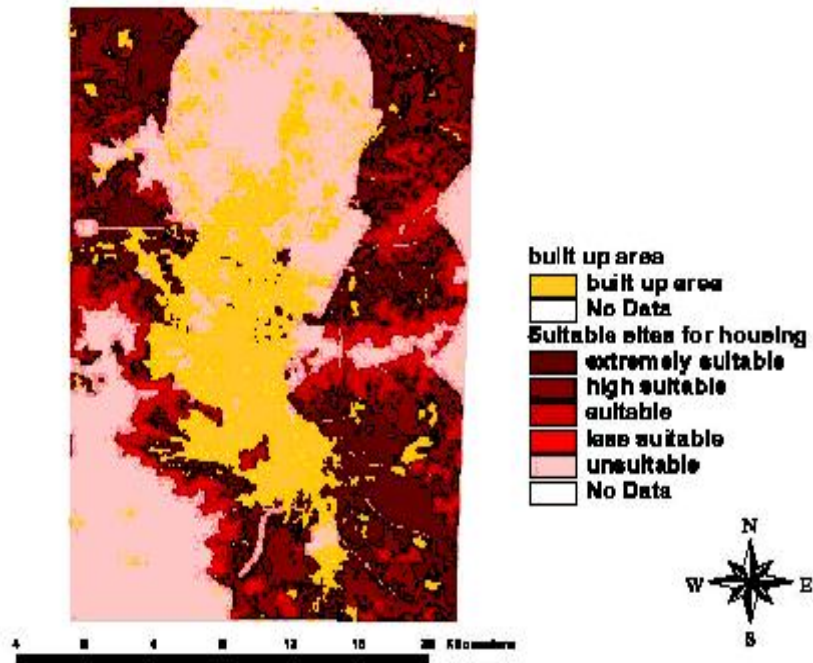 built up area
built up area
No Data
Suitable sites for housing
extremely suitable
high suitable
suitable
less suitable
unsuitable
No Data
N
W E
S
4 0 4 8 12 16 20 Kilometers